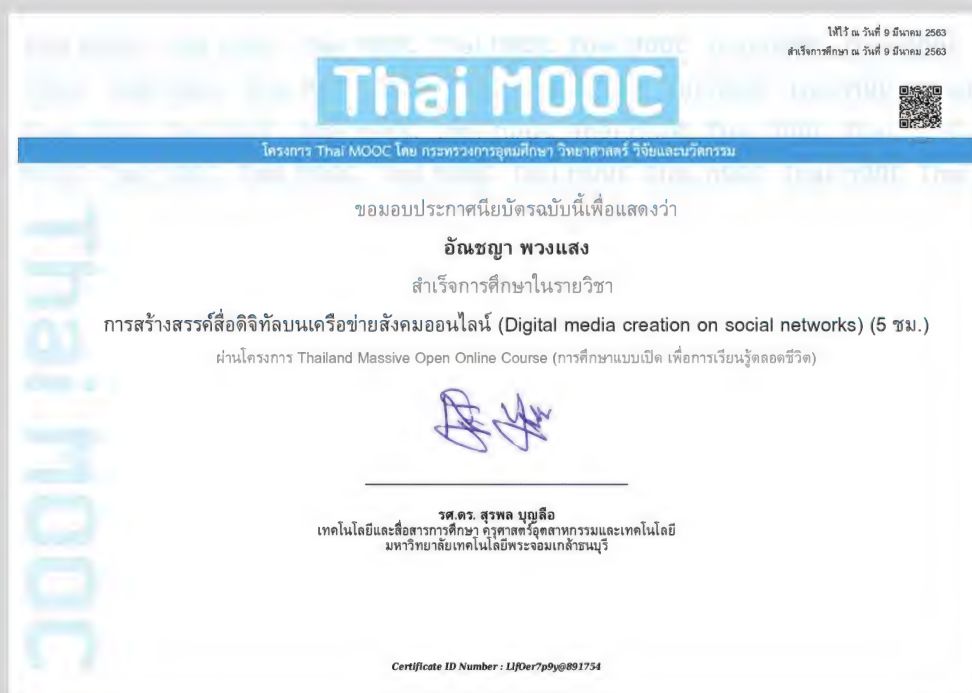 ให้ไว้ ณ วันที่ 9 มีนาคม 2563
สำเร็จการศึกษา ณ วันที่ 9 มีนาคม 2563
Thai MOOC
โครงการ Thai MOOC โดย กระทรวงการอุดมศึกษา วิทยาศาสตร์ วิจัยและนวัตกรรม
ขอมอบประกาศนียบัตรฉบับนี้เพื่อแสดงว่า
อัณชญา พวงแสง
สำเร็จการศึกษาในรายวิชา
การสร้างสรรค์สื่อดิจิทัลบนเครือข่ายสังคมออนไลน์ (Digital media creation on social networks) (5 ชม.)
ผ่านโครงการ Thailand Massive Open Online Course (การศึกษาแบบเปิด เพื่อการเรียนรู้ตลอดชีวิต)
รศ.ดร. สุรพล บุญลือ
เทคโนโลยีและสื่อสารการศึกษา ครุศาสตร์อุตสาหกรรมและเทคโนโลยี
มหาวิทยาลัยเทคโนโลยีพระจอมเกล้าธนบุรี
Certificate ID Number : LlfOer7p9y@891754
Thai MOOC